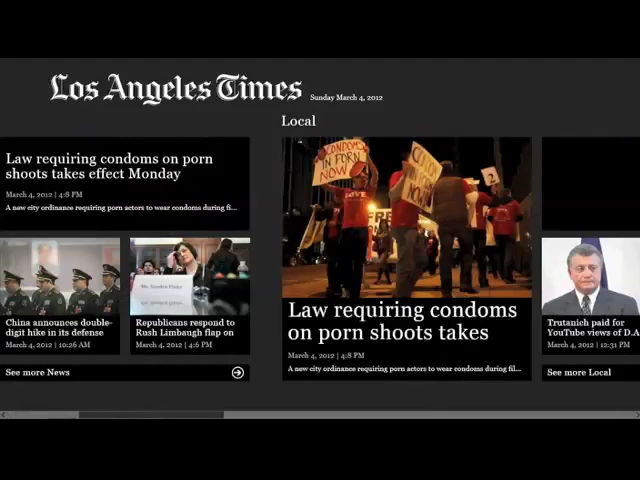 Los Angeles Times
Sunday March 4, 2012
Local
Law requiring condoms on porn
shoots takes effect Monday
March 4, 2012 | 4:8 PM
A new city ordinance requiring porn actors to wear condoms during fi...
China announces double-
digit hike in its defense
March 4, 2012 | 10:26 AM
Republicans respond to
Rush Limbaugh flap on
March 4, 2012 | 4:6 PM
See more News
CONDOMS
IN PORN
NOW
LOVE
2
Law requiring condoms
on porn shoots takes
March 4, 2012 | 4:8 PM
A new city ordinance requiring porn actors to wear condoms during fil...
Trutanich paid for
YouTube views of D.A
March 4, 2012 | 12:31 PM
See more Local